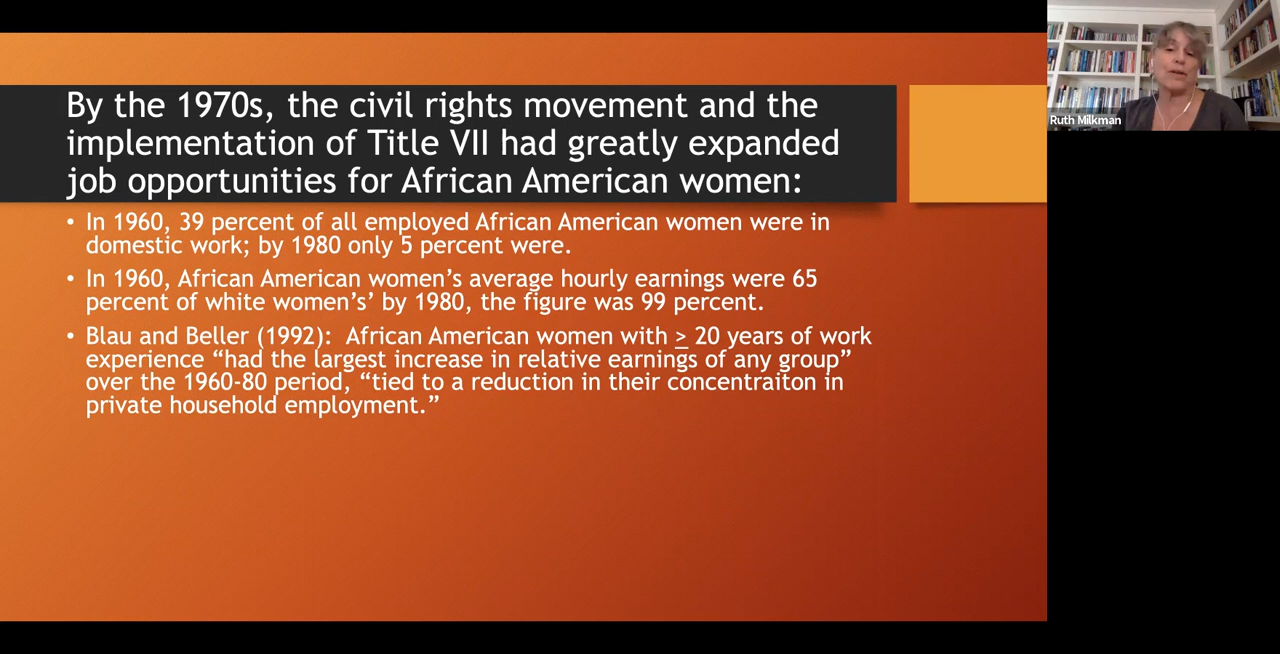 By the 1970s, the civil rights movement and the
implementation of Title VII had greatly expanded
job opportunities for African American women:
• In 1960, 39 percent of all employed African American women were in
domestic work; by 1980 only 5 percent were.
• In 1960, African American women’s average hourly earnings were 65
percent of white women’s’ by 1980, the figure was 99 percent.
• Blau and Beller (1992):  African American women with ≥ 20 years of work
experience “had the largest increase in relative earnings of any group”
over the 1960-80 period, “tied to a reduction in their concentraiton in
private household employment.”
Ruth Milkman